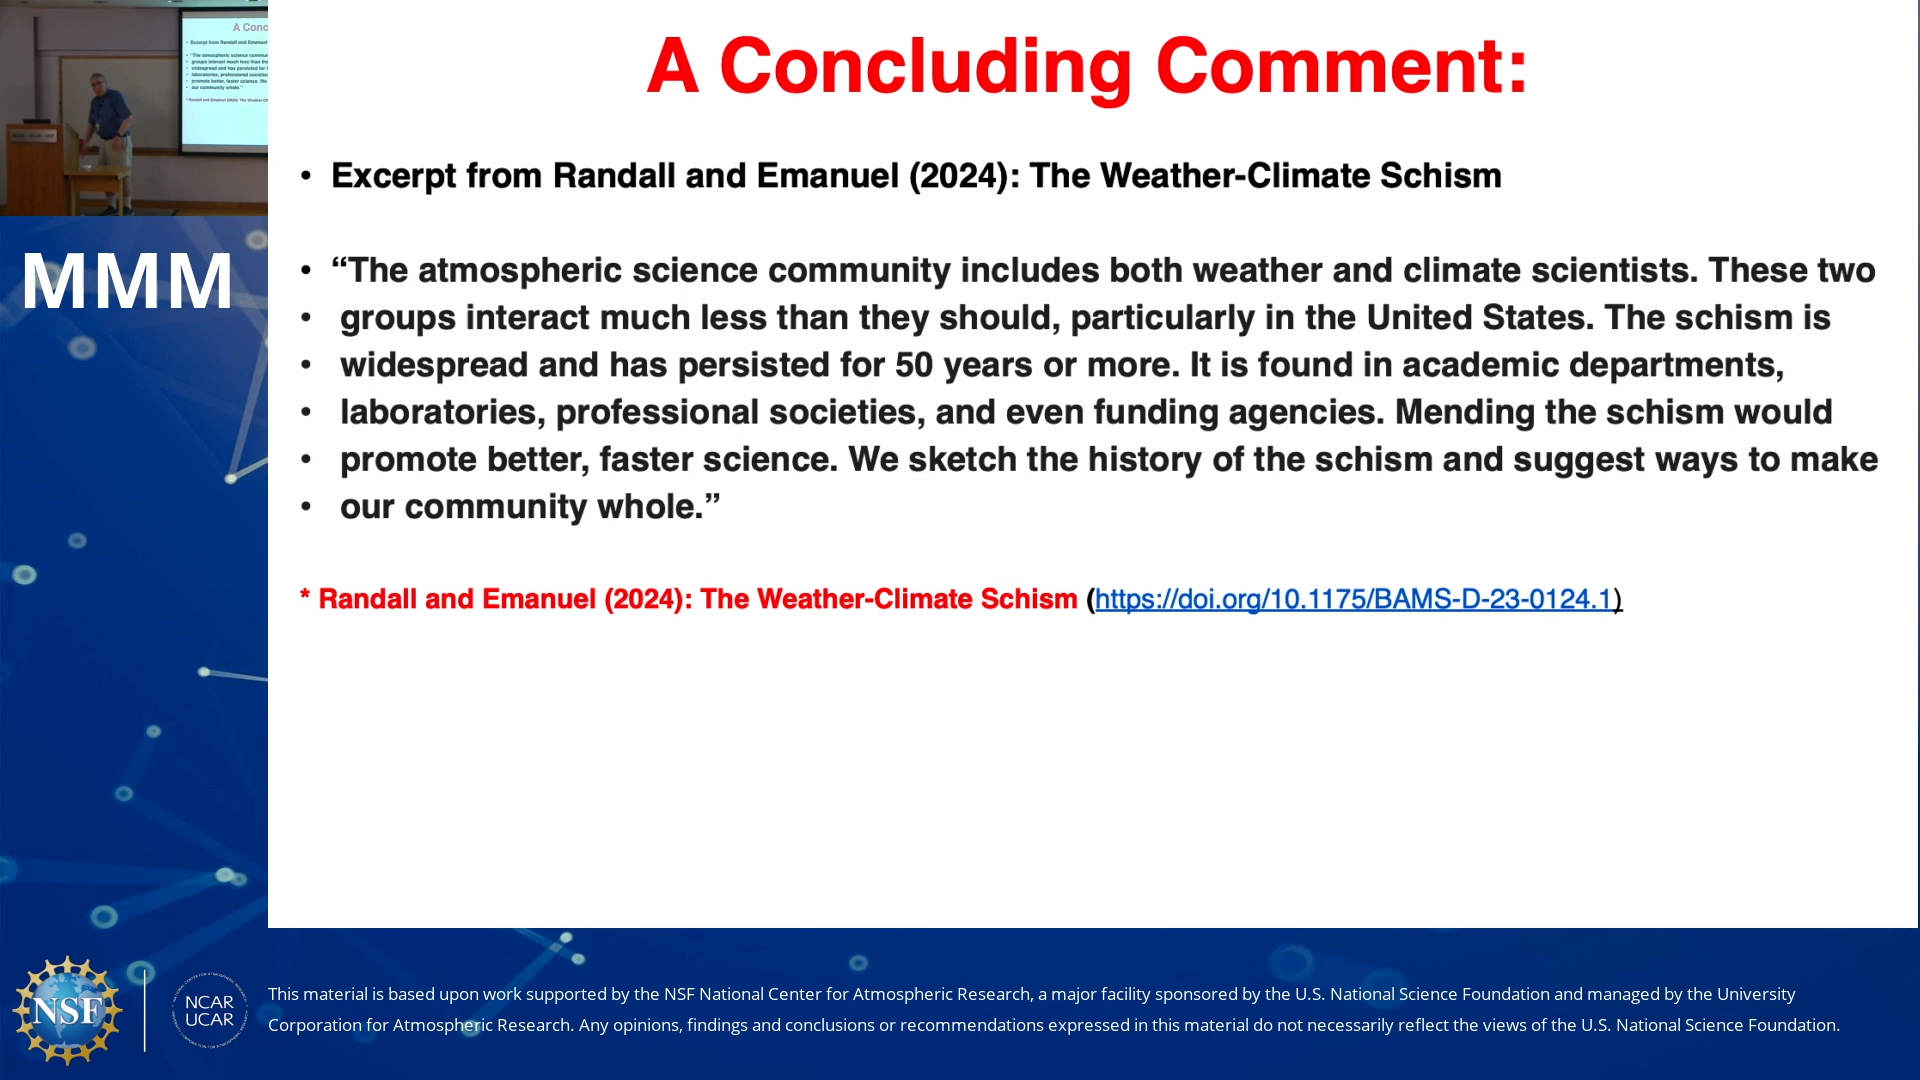 A Concluding Comment:
• Excerpt from Randall and Emanuel (2024): The Weather-Climate Schism
• “The atmospheric science community includes both weather and climate scientists. These two
• groups interact much less than they should, particularly in the United States. The schism is
• widespread and has persisted for 50 years or more. It is found in academic departments,
• laboratories, professional societies, and even funding agencies. Mending the schism would
• promote better, faster science. We sketch the history of the schism and suggest ways to make
• our community whole.”
* Randall and Emanuel (2024): The Weather-Climate Schism (https://doi.org/10.1175/BAMS-D-23-0124.1)
MMM
NSF
NCAR
UCAR
This material is based upon work supported by the NSF National Center for Atmospheric Research, a major facility sponsored by the U.S. National Science Foundation and managed by the University
Corporation for Atmospheric Research. Any opinions, findings and conclusions or recommendations expressed in this material do not necessarily reflect the views of the U.S. National Science Foundation.